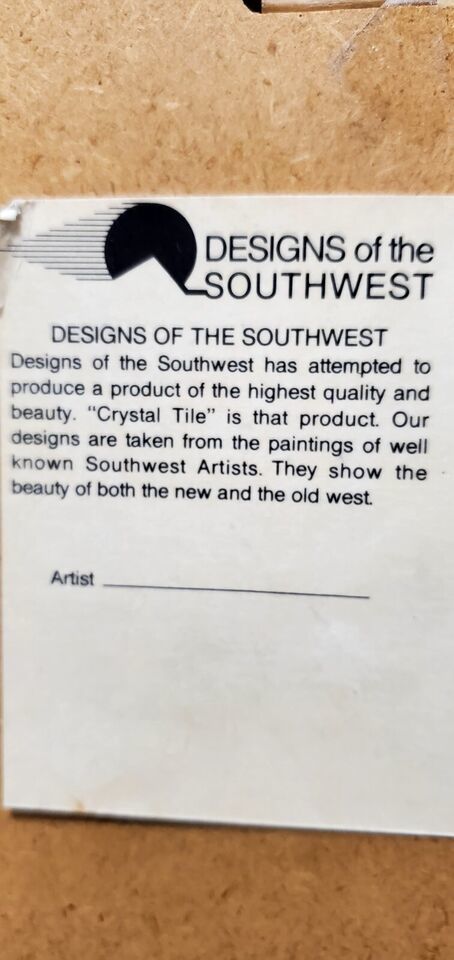 DESIGNS of the
SOUTHWEST
DESIGNS OF THE SOUTHWEST
Designs of the Southwest has attempted to
produce a product of the highest quality and
beauty. “Crystal Tile” is that product. Our
designs are taken from the paintings of well
known Southwest Artists. They show the
beauty of both the new and the old west.
Artist